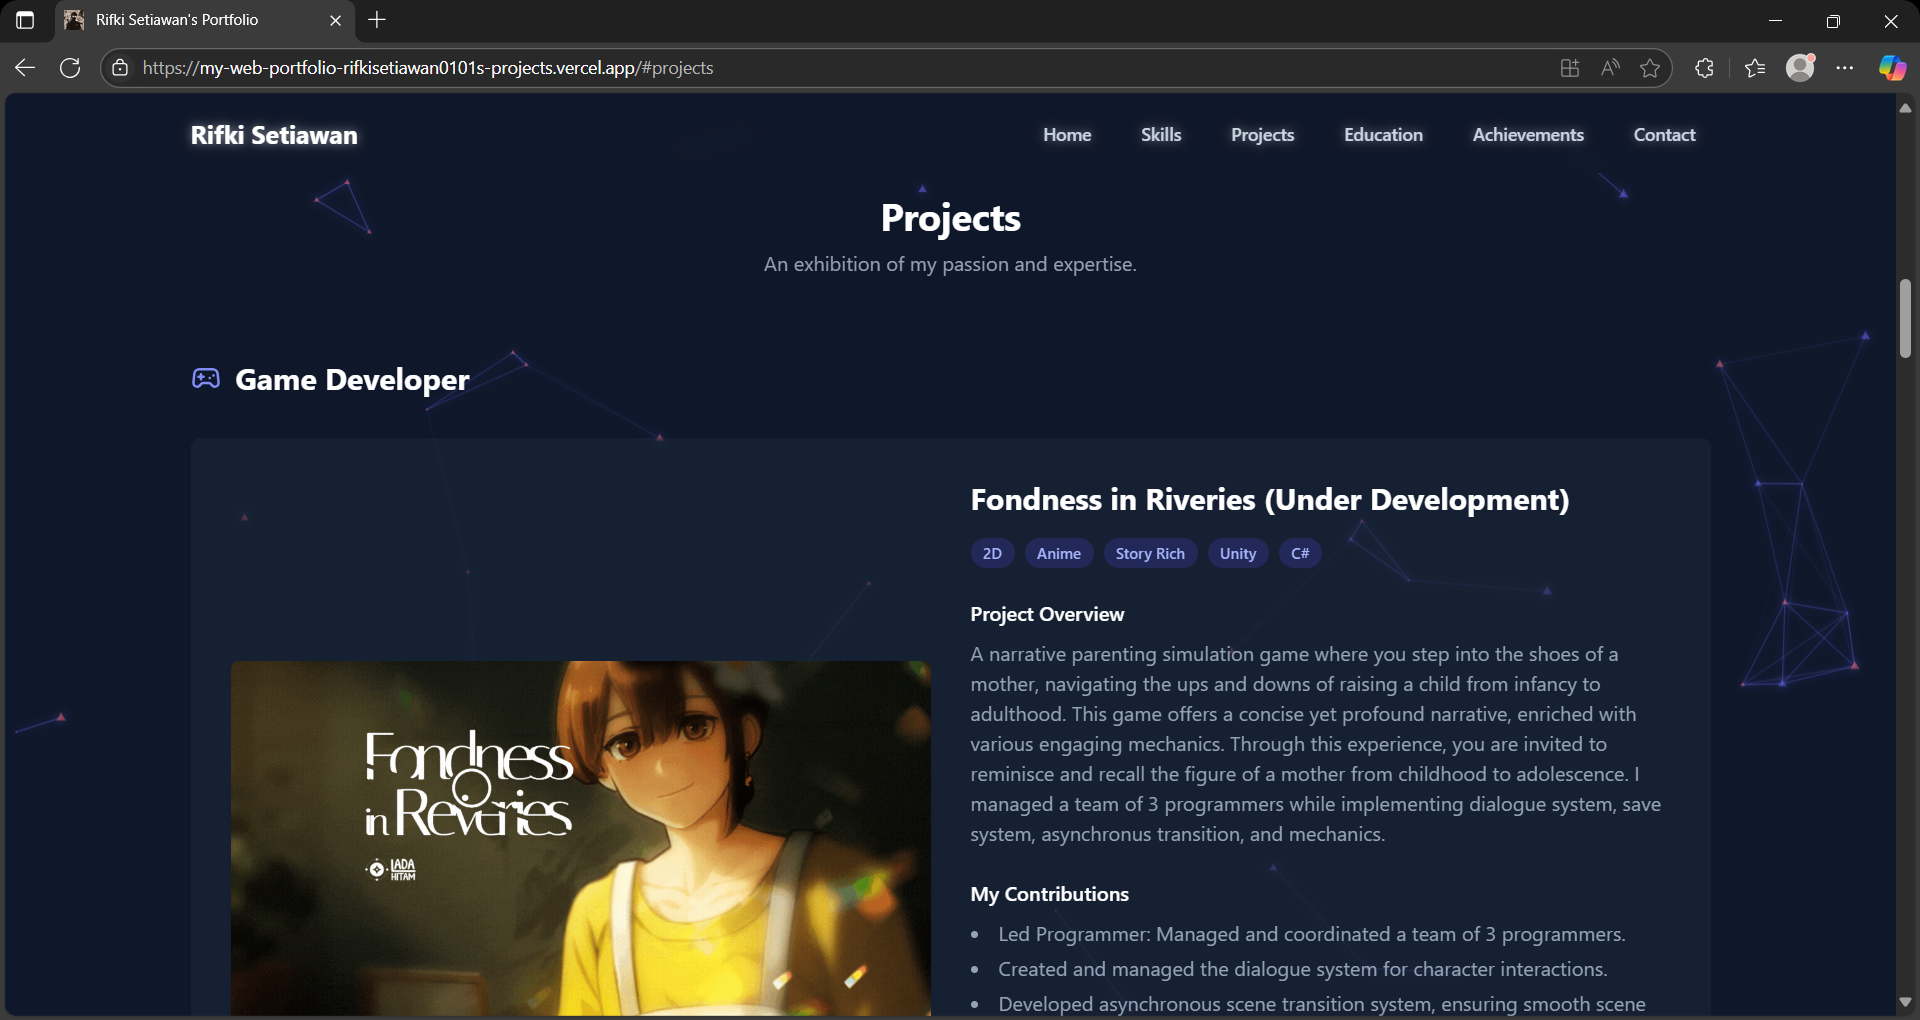 Rifki Setiawan's Portfolio
https://my-web-portfolio-rifkisetiawan0101s-projects.vercel.app/#projects
Rifki Setiawan
Home Skills Projects Education Achievements Contact
Projects
An exhibition of my passion and expertise.
Game Developer
Fondness
in Reveries
LADA
HITAM
Fondness in Riveries (Under Development)
2D Anime Story Rich Unity C#
Project Overview
A narrative parenting simulation game where you step into the shoes of a
mother, navigating the ups and downs of raising a child from infancy to
adulthood. This game offers a concise yet profound narrative, enriched with
various engaging mechanics. Through this experience, you are invited to
reminisce and recall the figure of a mother from childhood to adolescence. I
managed a team of 3 programmers while implementing dialogue system, save
system, asynchronus transition, and mechanics.
My Contributions
• Led Programmer: Managed and coordinated a team of 3 programmers.
• Created and managed the dialogue system for character interactions.
• Developed asynchronous scene transition system, ensuring smooth scene